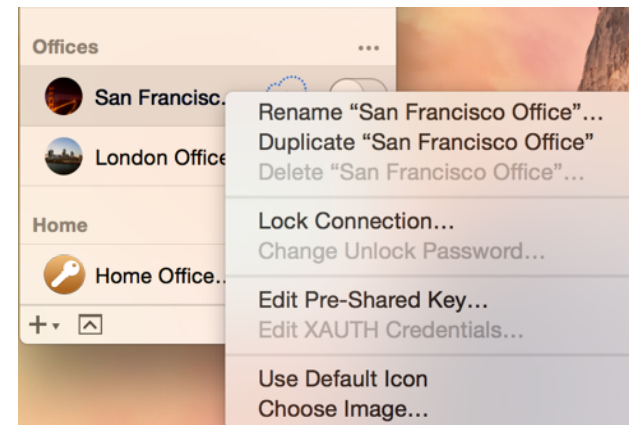 Offices
San Francisc..
London Office
Home
Home Office..
Rename “San Francisco Office”...
Duplicate “San Francisco Office”
Delete “San Francisco Office”...
Lock Connection...
Change Unlock Password...
Edit Pre-Shared Key...
Edit XAUTH Credentials...
Use Default Icon
Choose Image...